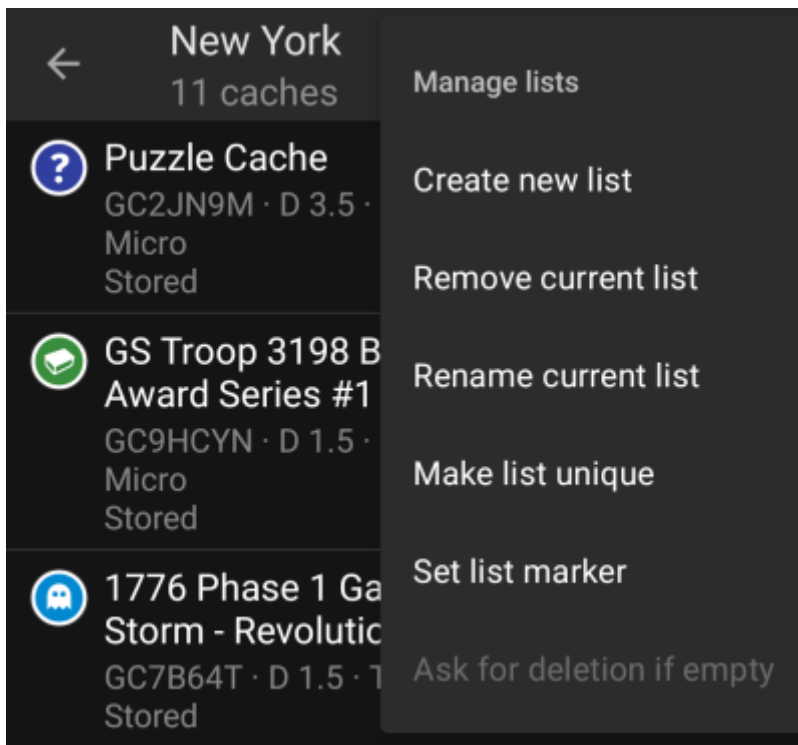 New York
11 caches
Puzzle Cache
GC2JN9M · D 3.5 ·
Micro
Stored
GS Troop 3198 B
Award Series #1
GC9HCYN · D 1.5 ·
Micro
Stored
1776 Phase 1 Ga
Storm - Revolutio
GC7B64T · D 1.5 · T
Stored
Manage lists
Create new list
Remove current list
Rename current list
Make list unique
Set list marker
Ask for deletion if empty